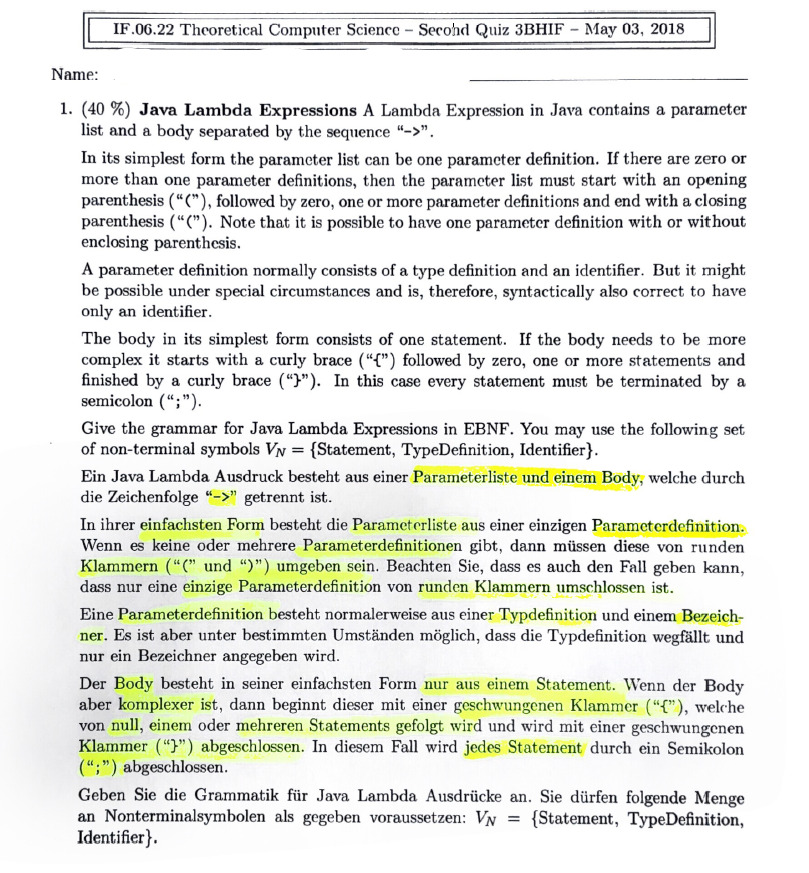 IF.06.22 Theoretical Computer Science – Second Quiz 3BHIF – May 03, 2018
Name:
1. (40 %) Java Lambda Expressions A Lambda Expression in Java contains a parameter
list and a body separated by the sequence “->”.
In its simplest form the parameter list can be one parameter definition. If there are zero or
more than one parameter definitions, then the parameter list must start with an opening
parenthesis (“(”), followed by zero, one or more parameter definitions and end with a closing
parenthesis (“(”). Note that it is possible to have one parameter definition with or without
enclosing parenthesis.
A parameter definition normally consists of a type definition and an identifier. But it might
be possible under special circumstances and is, therefore, syntactically also correct to have
only an identifier.
The body in its simplest form consists of one statement. If the body needs to be more
complex it starts with a curly brace (“{”) followed by zero, one or more statements and
finished by a curly brace (“}”). In this case every statement must be terminated by a
semicolon (“;”).
Give the grammar for Java Lambda Expressions in EBNF. You may use the following set
of non-terminal symbols VN = {Statement, TypeDefinition, Identifier}.
Ein Java Lambda Ausdruck besteht aus einer Parameterliste und einem Body, welche durch
die Zeichenfolge “->” getrennt ist.
In ihrer einfachsten Form besteht die Parameterliste aus einer einzigen Parameterdefinition.
Wenn es keine oder mehrere Parameterdefinitionen gibt, dann müssen diese von runden
Klammern (“(” und “)”) umgeben sein. Beachten Sie, dass es auch den Fall geben kann,
dass nur eine einzige Parameterdefinition von runden Klammern umschlossen ist.
Eine Parameterdefinition besteht normalerweise aus einer Typdefinition und einem Bezeich-
ner. Es ist aber unter bestimmten Umständen möglich, dass die Typdefinition wegfällt und
nur ein Bezeichner angegeben wird.
Der Body besteht in seiner einfachsten Form nur aus einem Statement. Wenn der Body
aber komplexer ist, dann beginnt dieser mit einer geschwungenen Klammer (“{”), welche
von null, einem oder mehreren Statements gefolgt wird und wird mit einer geschwungenen
Klammer (“}”) abgeschlossen. In diesem Fall wird jedes Statement durch ein Semikolon
(“;”) abgeschlossen.
Geben Sie die Grammatik für Java Lambda Ausdrücke an. Sie dürfen folgende Menge
an Nonterminalsymbolen als gegeben voraussetzen: VN = {Statement, TypeDefinition,
Identifier}.